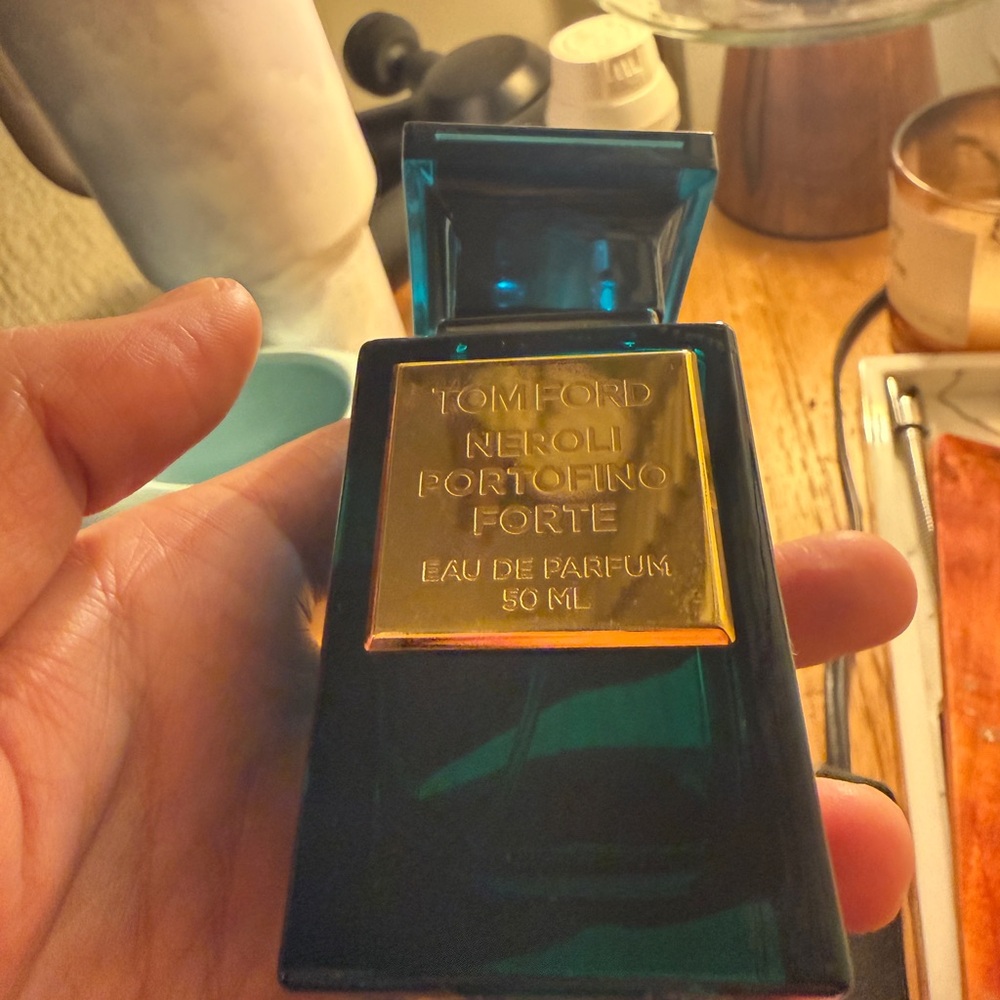 TOM FORD
NEROLI
PORTOFINO
FORTE
EAU DE PARFUM
50 ML